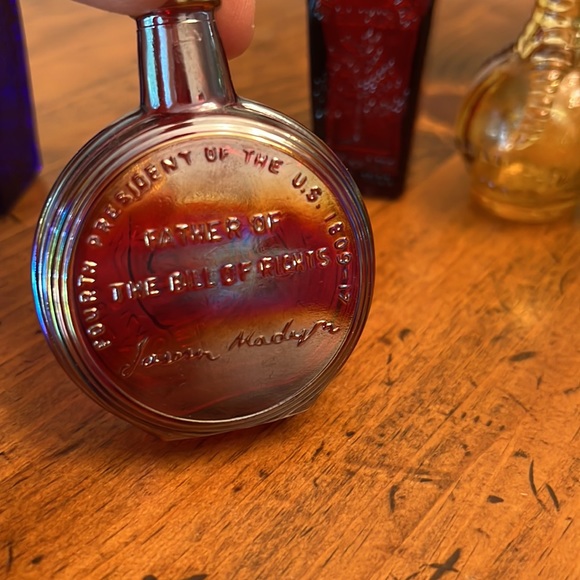 FOURTH PRESIDENT OF THE U.S. 1809-17
FATHER OF
THE BILL OF RIGHTS
James Madison